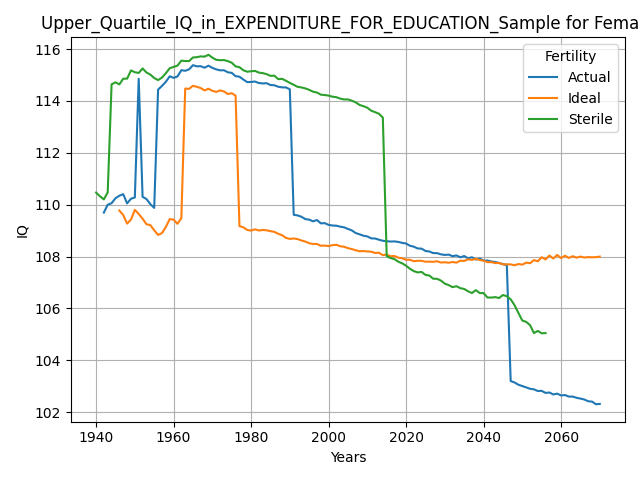 Upper_Quartile_IQ_in_EXPENDITURE_FOR_EDUCATION_Sample for Fema
116
114
112
110
108
106
104
102
IQ
Fertility
Actual
Ideal
Sterile
1940 1960 1980 2000 2020 2040 2060
Years